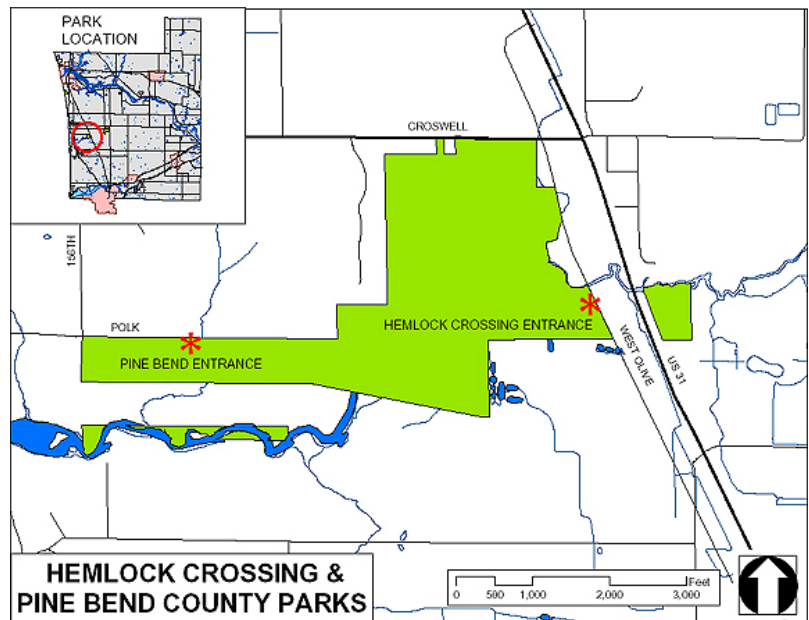 PARK
LOCATION
CROSWELL
156TH
POLK
PINE BEND ENTRANCE
HEMLOCK CROSSING ENTRANCE
WEST OLIVE
US 31
HEMLOCK CROSSING &
PINE BEND COUNTY PARKS
Feet
0 500 1,000 2,000 3,000